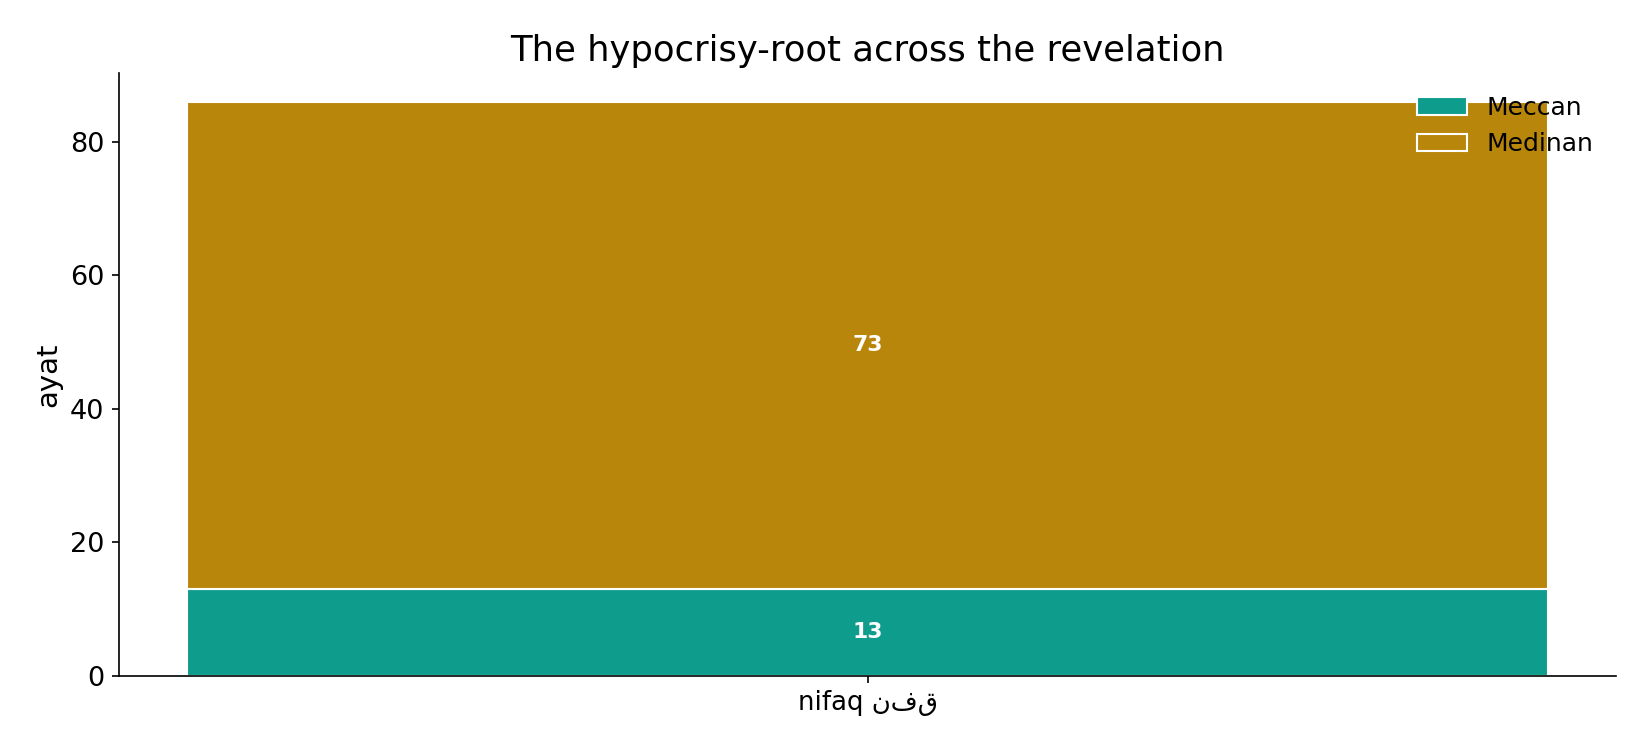 The hypocrisy-root across the revelation
Meccan
Medinan
80
60
40
20
0
ayat
73
13
nifaq نفق